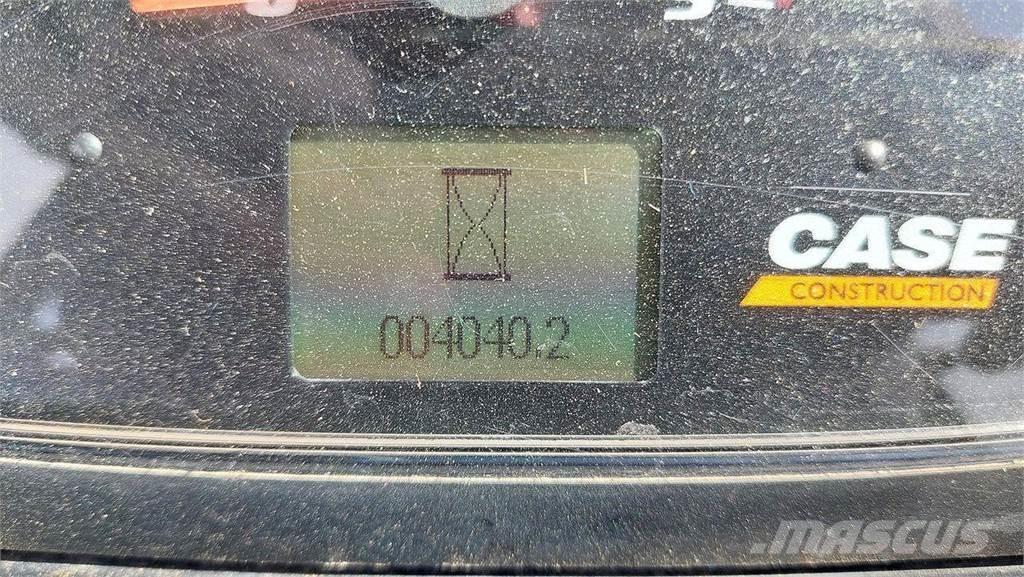 CASE
CONSTRUCTION
004040.2
MASCUS